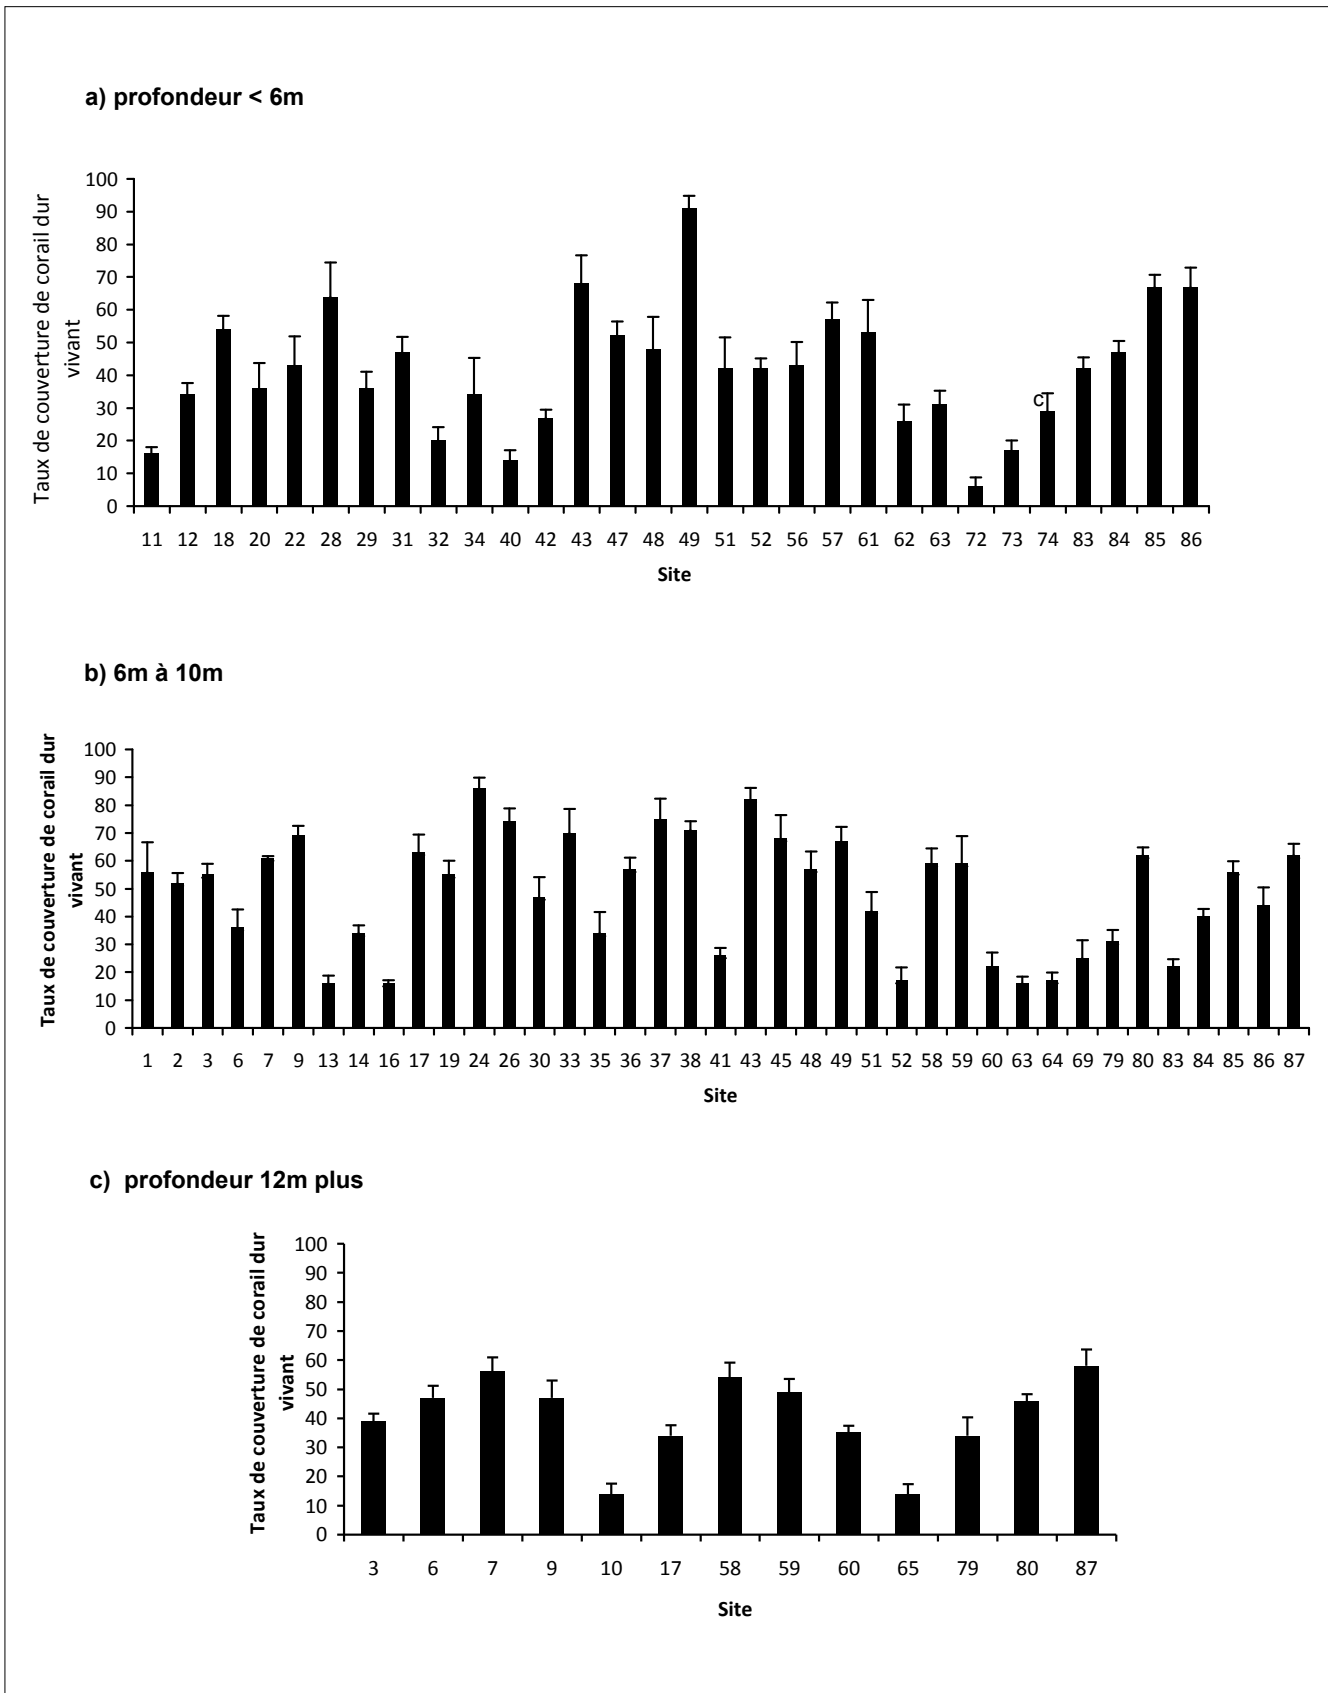 a) profondeur < 6m
Taux de couverture de corail dur
vivant
100
90
80
70
60
50
40
30
20
10
0
c
11 12 18 20 22 28 29 31 32 34 40 42 43 47 48 49 51 52 56 57 61 62 63 72 73 74 83 84 85 86
Site
b) 6m à 10m
Taux de couverture de corail dur
vivant
100
90
80
70
60
50
40
30
20
10
0
1 2 3 6 7 9 13 14 16 17 19 24 26 30 33 35 36 37 38 41 43 45 48 49 51 52 58 59 60 63 64 69 79 80 83 84 85 86 87
Site
c) profondeur 12m plus
Taux de couverture de corail dur
vivant
100
90
80
70
60
50
40
30
20
10
0
3 6 7 9 10 17 58 59 60 65 79 80 87
Site